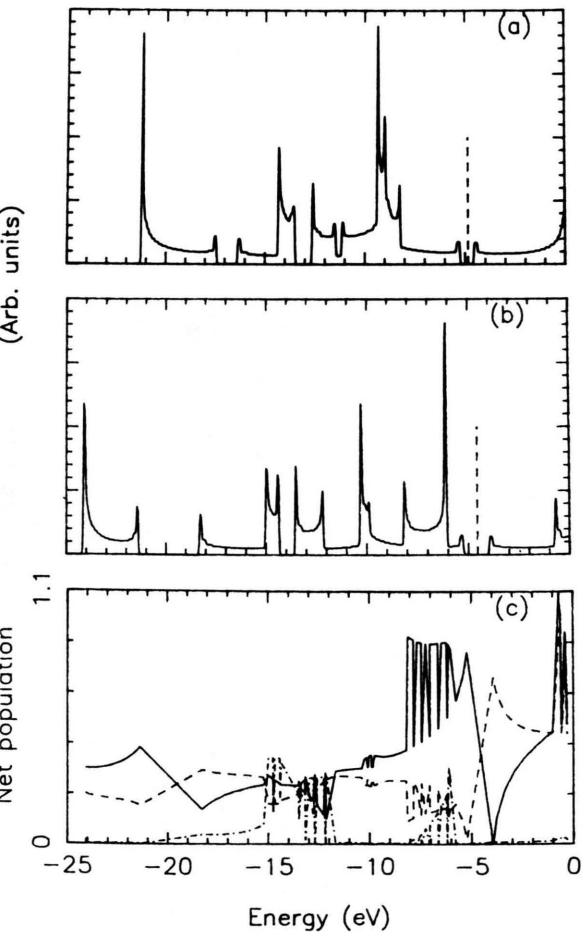 (a)
(Arb. units)
(b)
(c)
1.1
Net population
0
−25 −20 −15 −10 −5 0
Energy (eV)